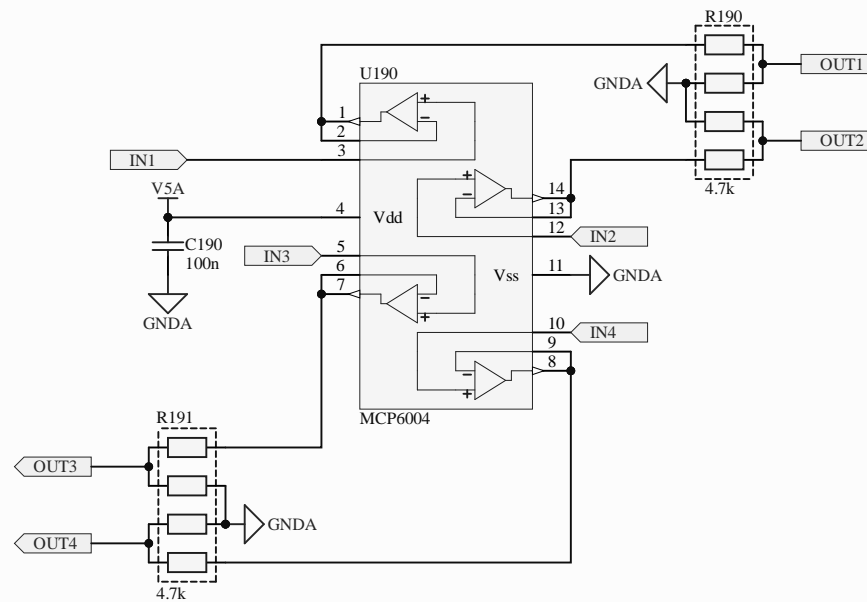 R190
U190
OUT1
GNDA
1
2
3
IN1
OUT2
14
13
12
4.7k
V5A
4
Vdd
IN2
C190
100n
IN3
5
6
7
Vss
11
GNDA
GNDA
10
9
8
IN4
MCP6004
R191
OUT3
GNDA
OUT4
4.7k